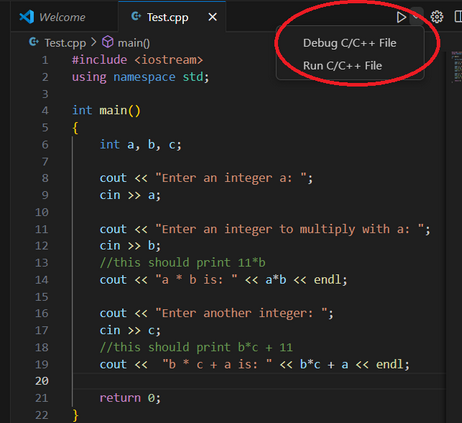 Welcome
Test.cpp
Test.cpp > main()
Debug C/C++ File
Run C/C++ File
1 #include <iostream>
2 using namespace std;
3
4 int main()
5 {
6 int a, b, c;
7
8 cout << "Enter an integer a: ";
9 cin >> a;
10
11 cout << "Enter an integer to multiply with a: ";
12 cin >> b;
13 //this should print 11*b
14 cout << "a * b is: " << a*b << endl;
15
16 cout << "Enter another integer: ";
17 cin >> c;
18 //this should print b*c + 11
19 cout <<  "b * c + a is: " << b*c + a << endl;
20
21 return 0;
22 }